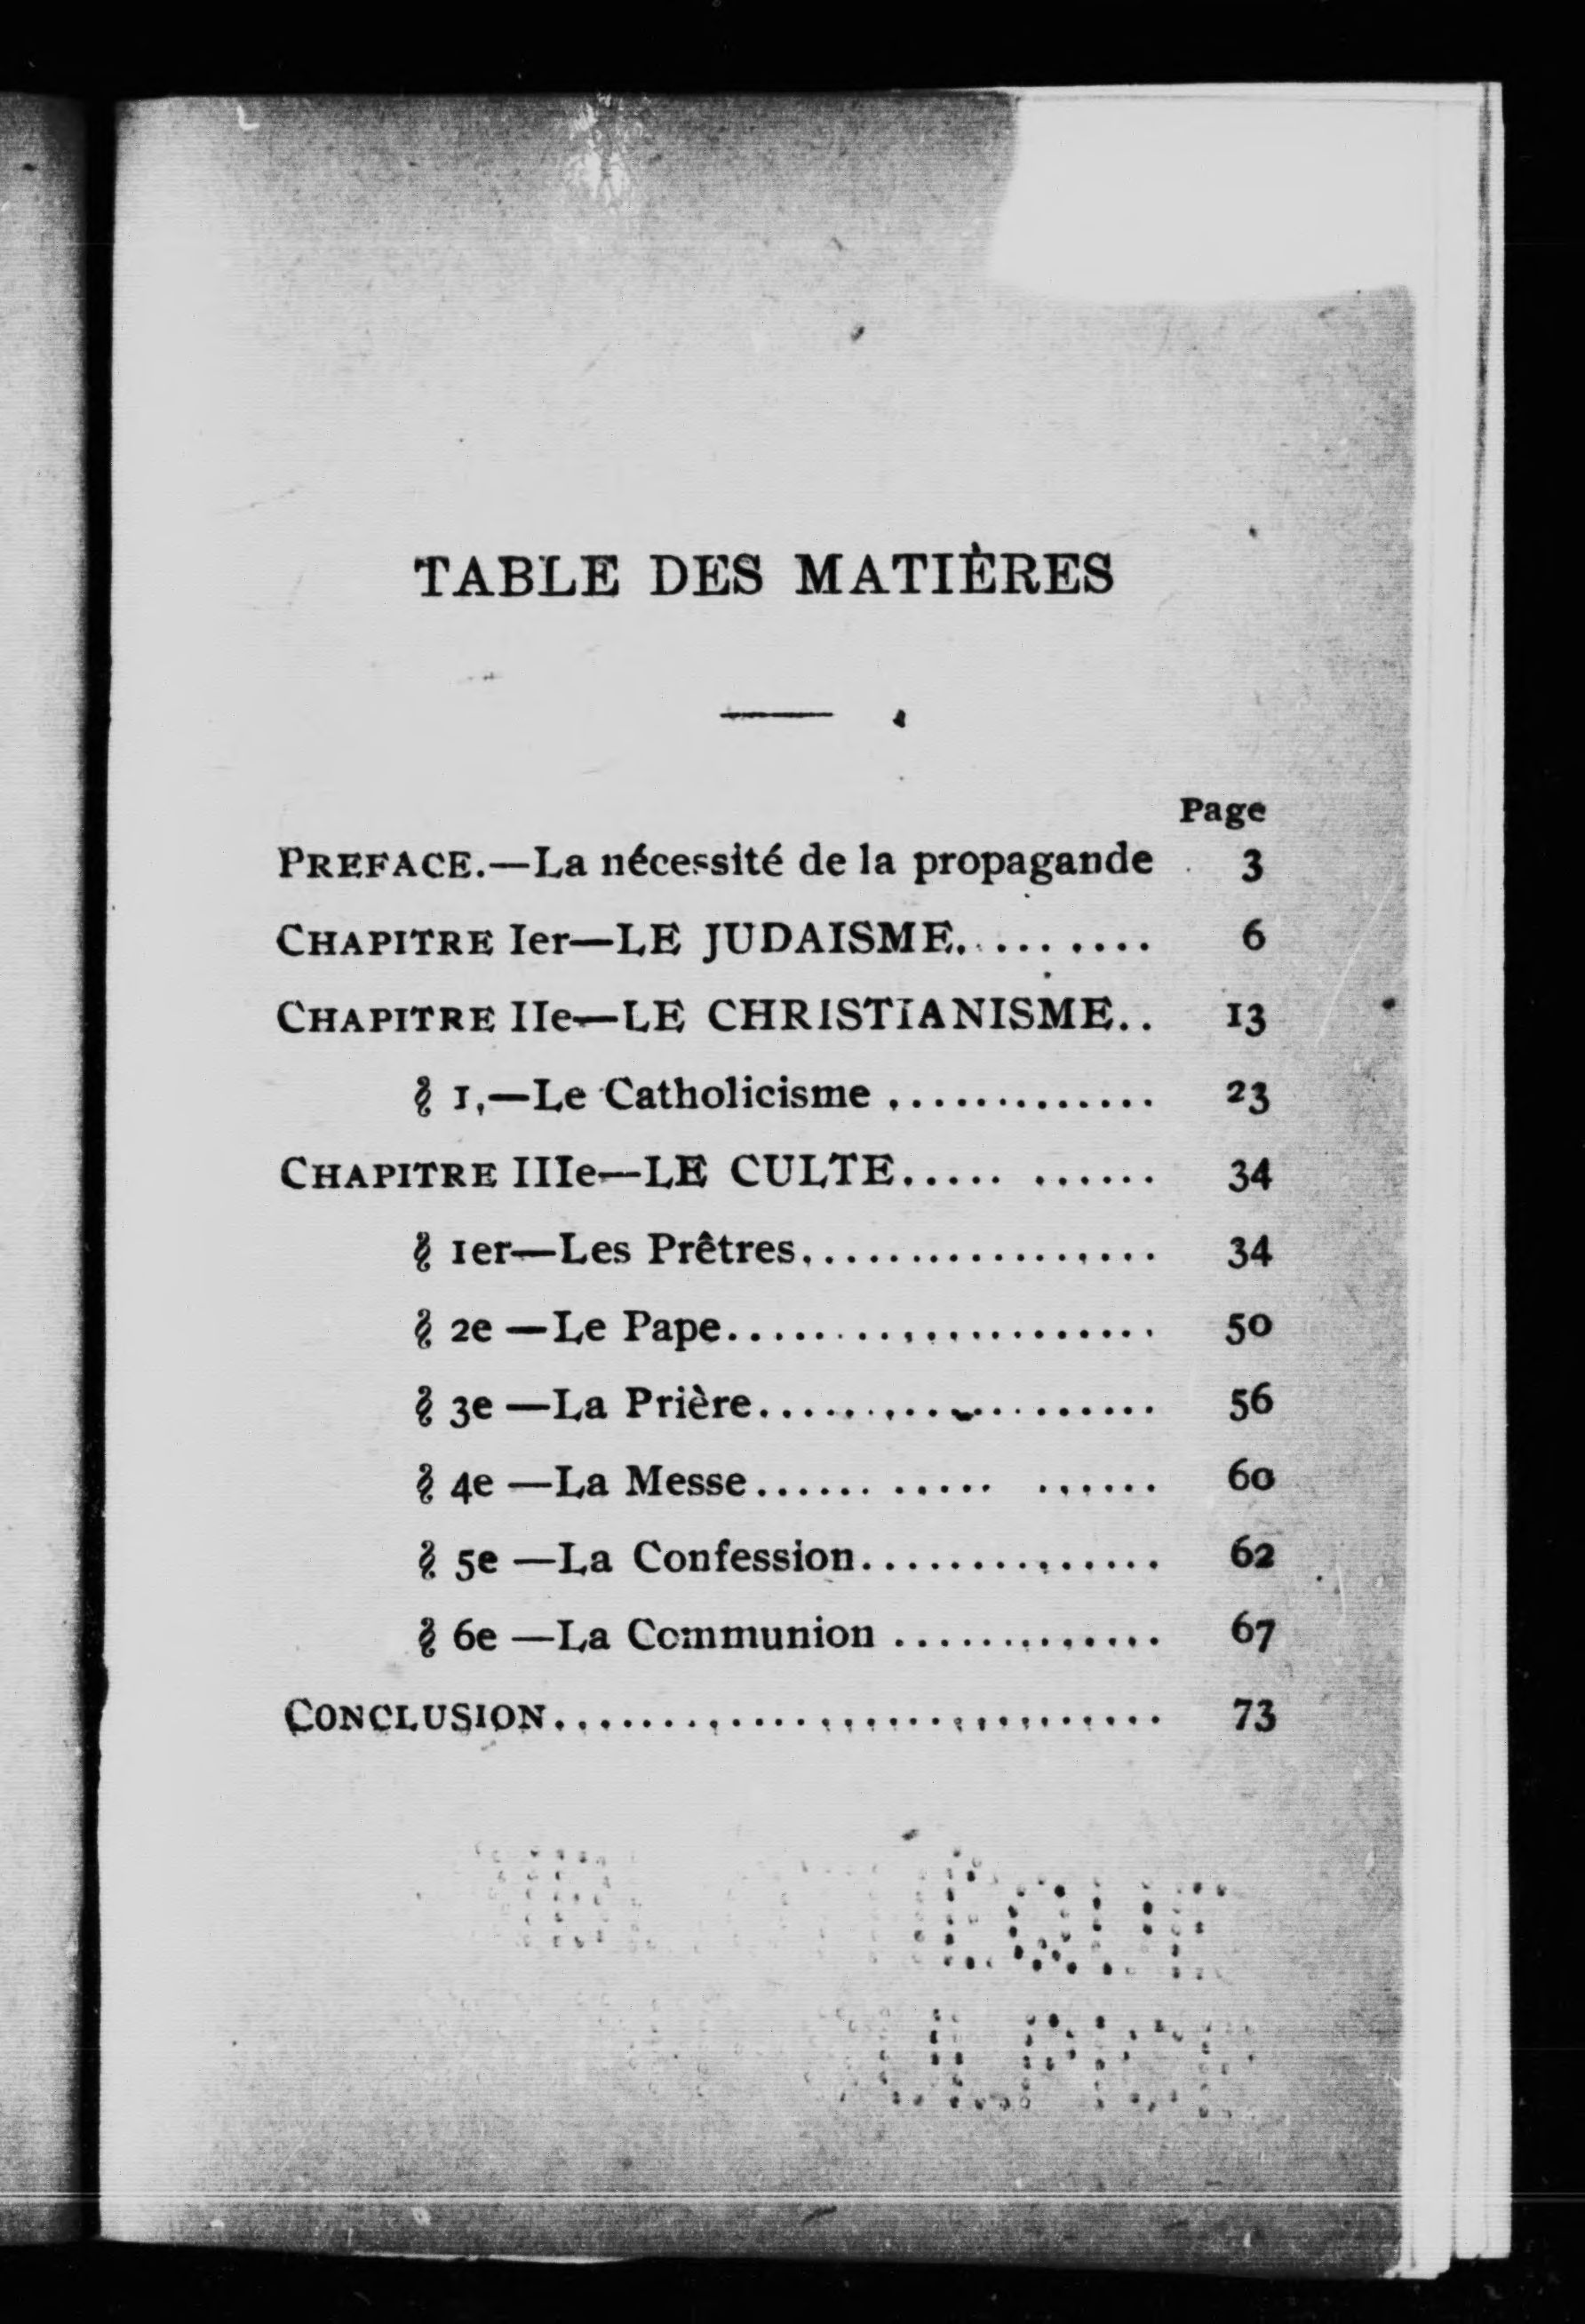 TABLE DES MATIÈRES
Page
PREFACE.—La nécessité de la propagande . 3
CHAPITRE Ier—LE JUDAISME......... 6
CHAPITRE IIe—LE CHRISTIANISME.. 13
§ 1,—Le Catholicisme ............. 23
CHAPITRE IIIe—LE CULTE..... ...... 34
§ 1er—Les Prêtres................. 34
§ 2e —Le Pape.................... 50
§ 3e —La Prière................... 56
§ 4e —La Messe...... ..... ...... 60
§ 5e —La Confession.............. 62
§ 6e —La Communion ............. 67
CONCLUSION............................ 73